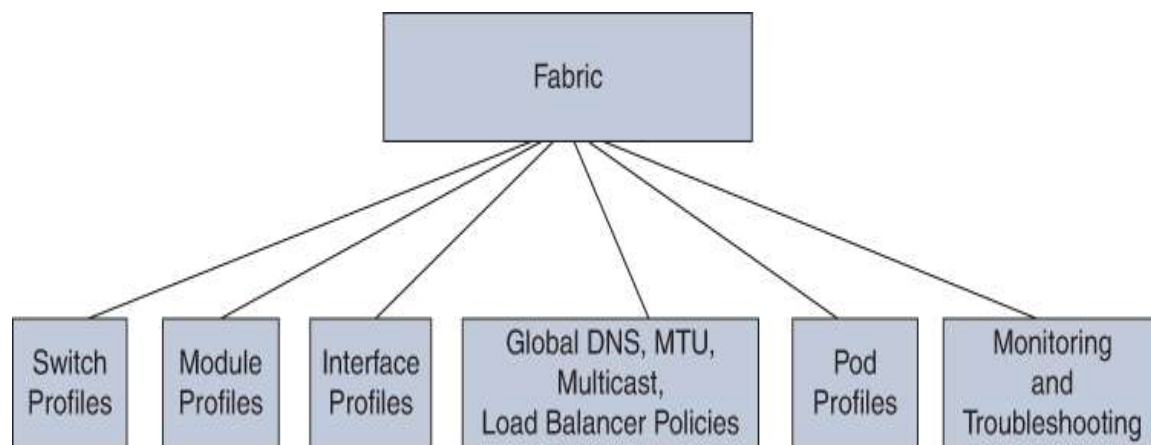 Fabric
Switch
Profiles
Module
Profiles
Interface
Profiles
Global DNS, MTU,
Multicast,
Load Balancer Policies
Pod
Profiles
Monitoring
and
Troubleshooting